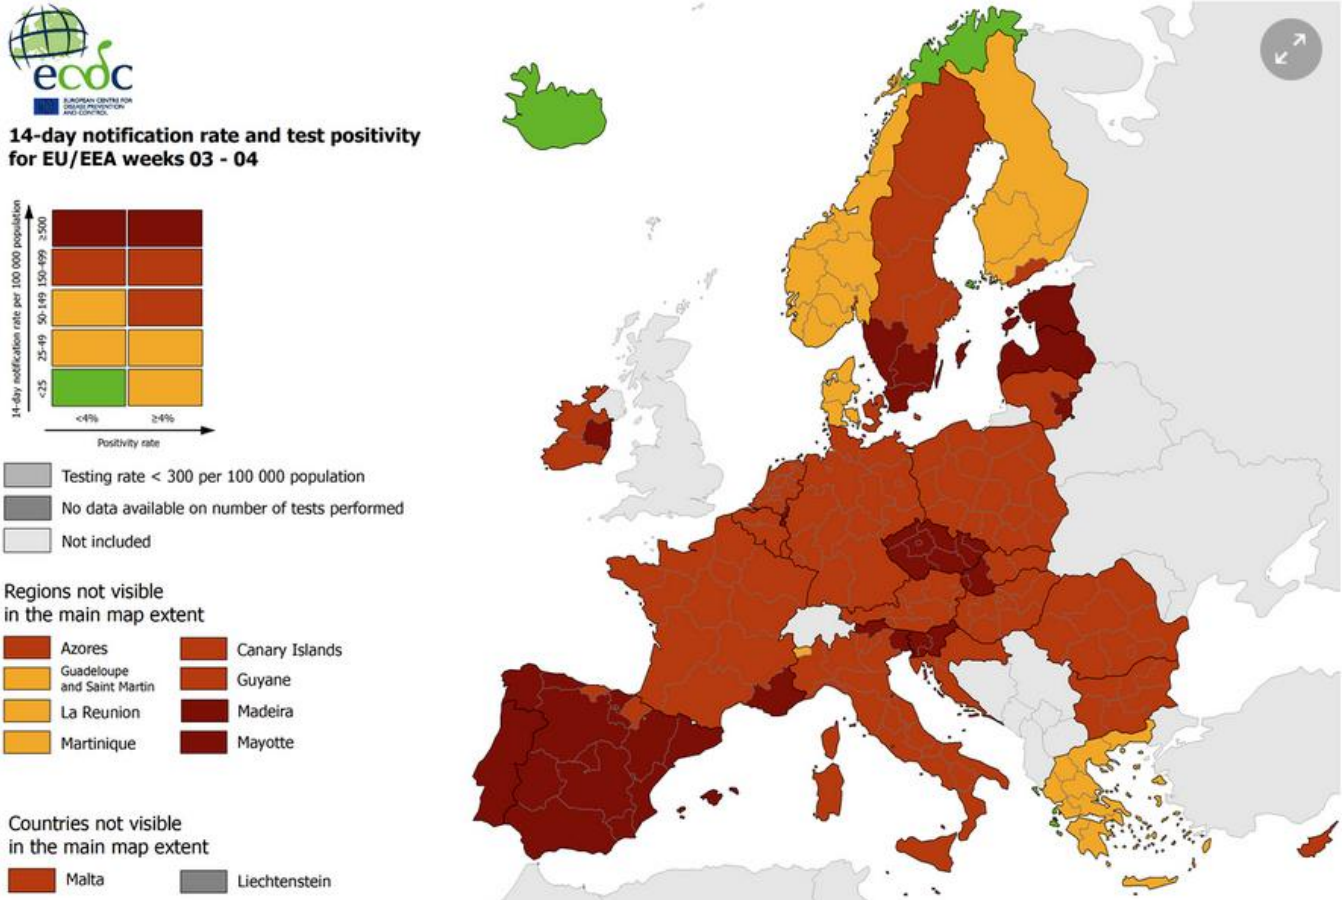 ecdc
EUROPEAN CENTRE FOR
DISEASE PREVENTION
AND CONTROL
14-day notification rate and test positivity
for EU/EEA weeks 03 - 04
14-day notification rate per 100 000 population
≥500
150-499
50-149
25-49
<25
<4%
≥4%
Positivity rate
Testing rate < 300 per 100 000 population
No data available on number of tests performed
Not included
Regions not visible
in the main map extent
Azores
Canary Islands
Guadeloupe
and Saint Martin
Guyane
La Reunion
Madeira
Martinique
Mayotte
Countries not visible
in the main map extent
Malta
Liechtenstein